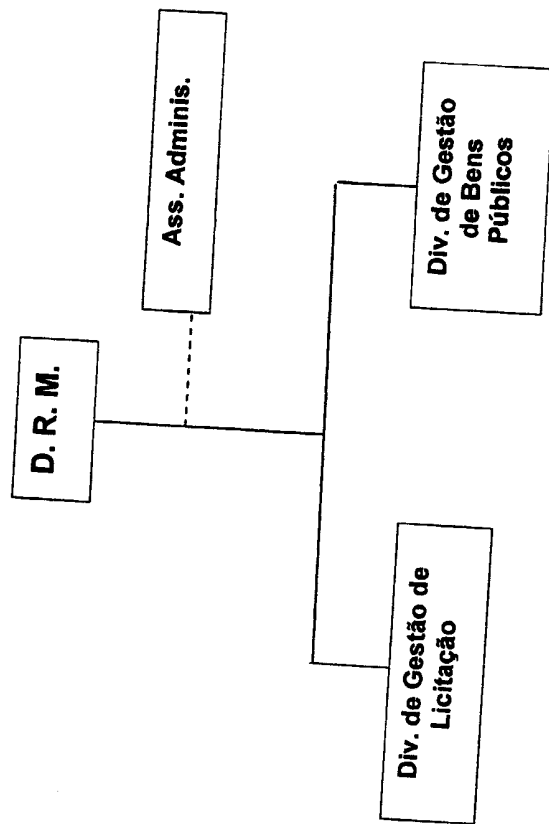 D. R. M.
Ass. Adminis.
Div. de Gestão de
Licitação
Div. de Gestão
de Bens
Públicos